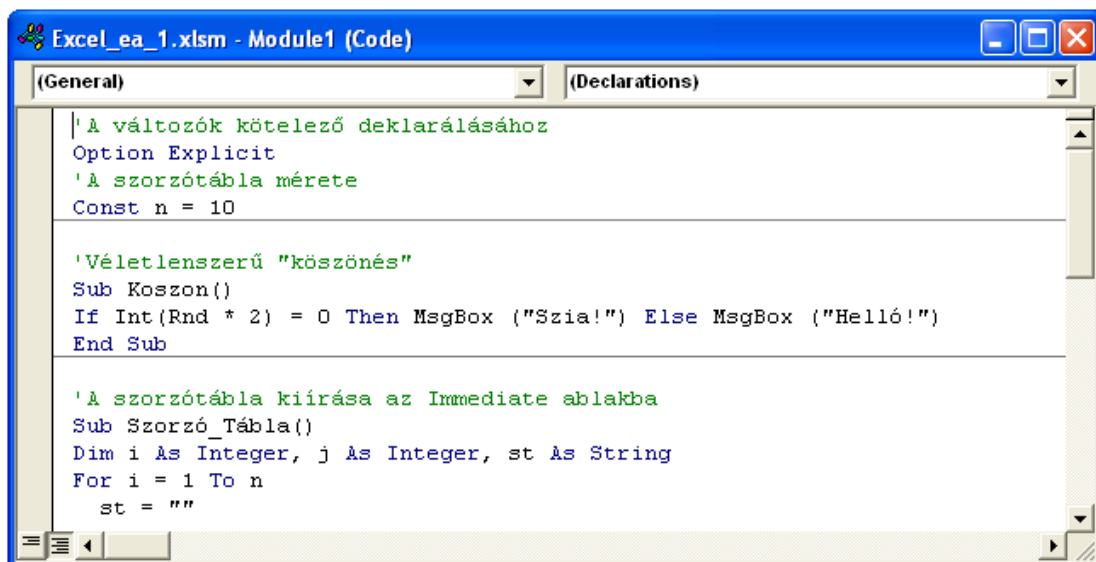 Excel_ea_1.xlsm - Module1 (Code)
(General) (Declarations)
'A változók kötelező deklarálásához
Option Explicit
'A szorzótábla mérete
Const n = 10
'Véletlenszerű "köszönés"
Sub Koszon()
If Int(Rnd * 2) = 0 Then MsgBox ("Szia!") Else MsgBox ("Helló!")
End Sub
'A szorzótábla kiírása az Immediate ablakba
Sub Szorzó_Tábla()
Dim i As Integer, j As Integer, st As String
For i = 1 To n
  st = ""